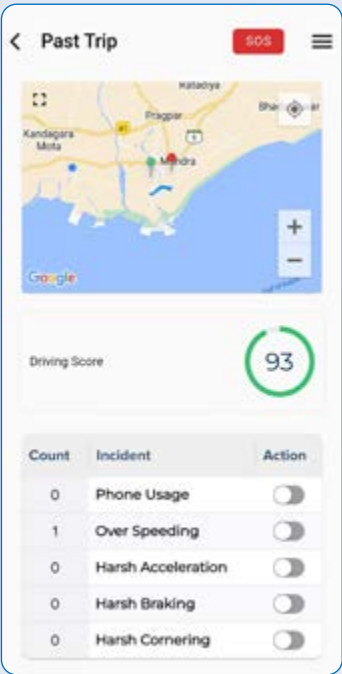 Past Trip
SOS
Ratadiya
Pragpar
Kandagara
Mota
Mundra
Google
Driving Score
93
Count Incident Action
0 Phone Usage
1 Over Speeding
0 Harsh Acceleration
0 Harsh Braking
0 Harsh Cornering